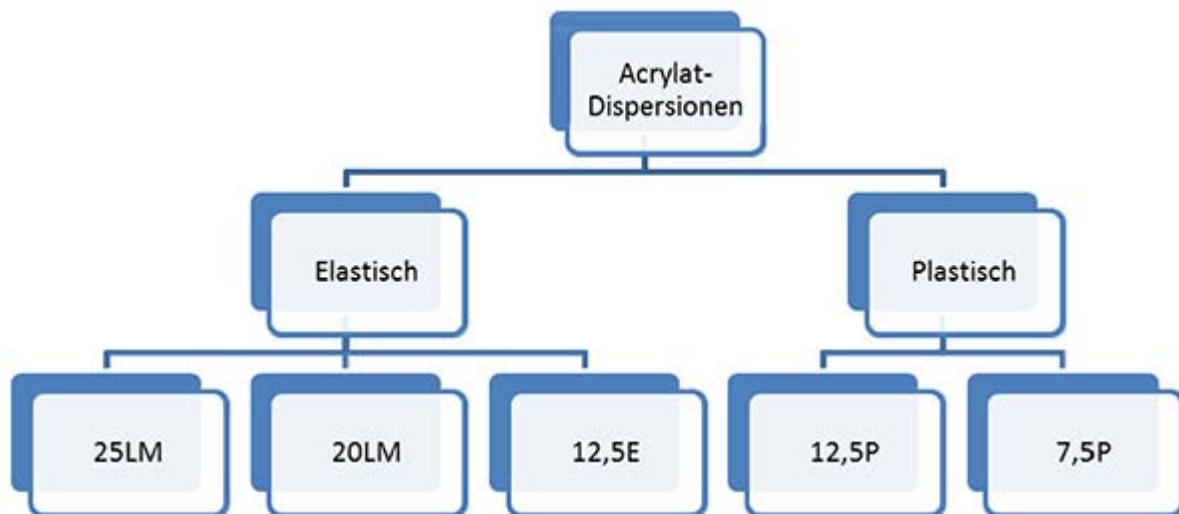 Acrylat-
Dispersionen
Elastisch
Plastisch
25LM
20LM
12,5E
12,5P
7,5P